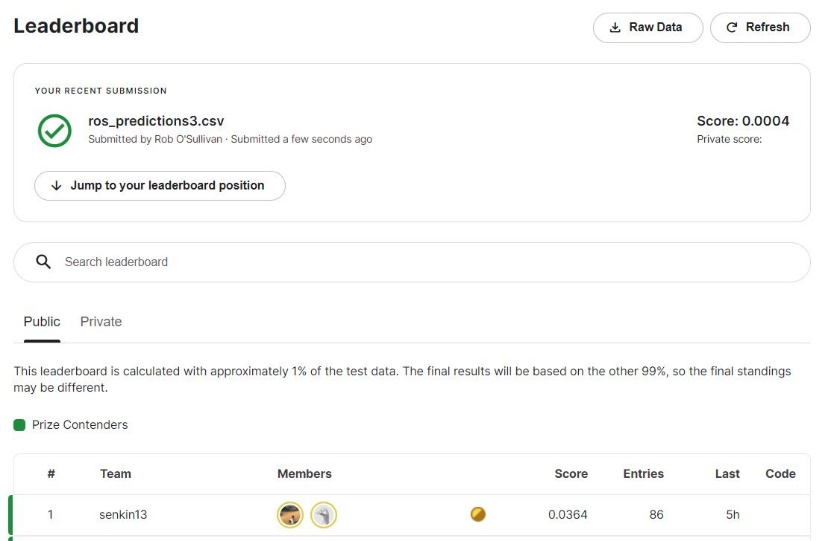 Leaderboard
Raw Data
Refresh
YOUR RECENT SUBMISSION
ros_predictions3.csv
Score: 0.0004
Submitted by Rob O'Sullivan · Submitted a few seconds ago
Private score:
Jump to your leaderboard position
Search leaderboard
Public Private
This leaderboard is calculated with approximately 1% of the test data. The final results will be based on the other 99%, so the final standings
may be different.
Prize Contenders
# Team Members Score Entries Last Code
1 senkin13 0.0364 86 5h